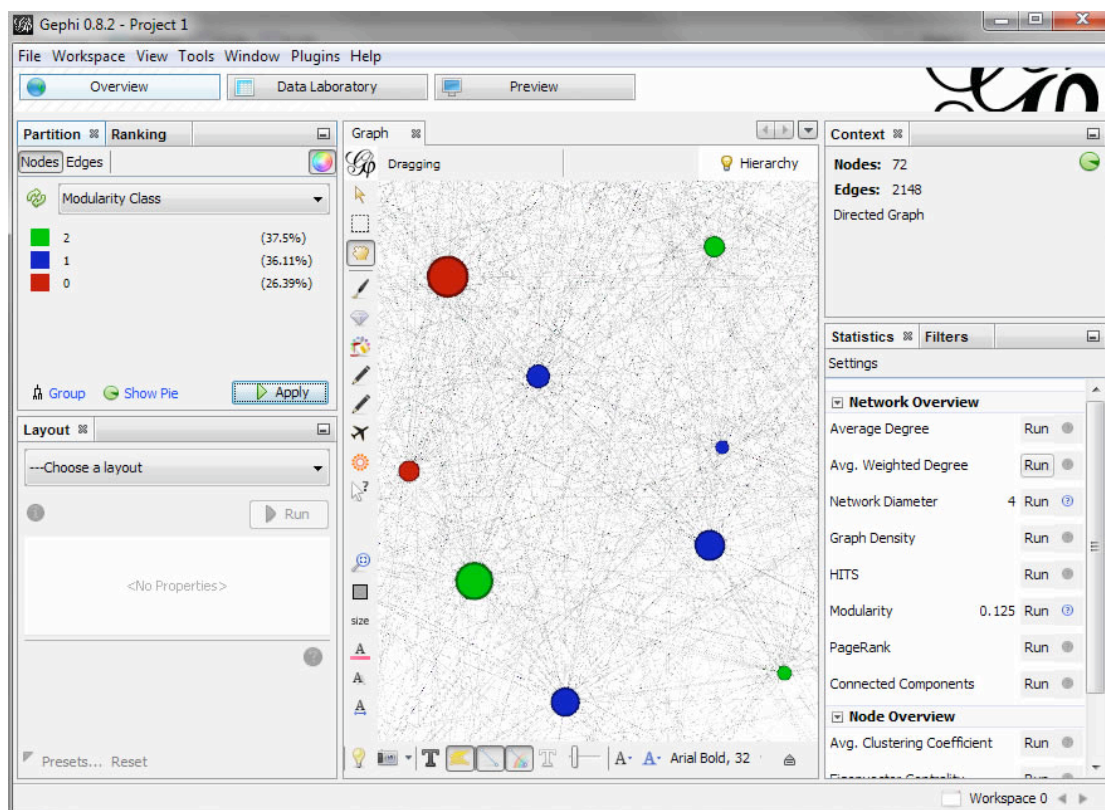 Gephi 0.8.2 - Project 1
File Workspace View Tools Window Plugins Help
Overview Data Laboratory Preview
Partition Ranking
Nodes Edges
Modularity Class
2 (37.5%)
1 (36.11%)
0 (26.39%)
Group Show Pie Apply
Layout
---Choose a layout
Run
<No Properties>
Presets... Reset
Graph
Dragging Hierarchy
size
A
A
A
T T A A Arial Bold, 32
Context
Nodes: 72
Edges: 2148
Directed Graph
Statistics Filters
Settings
Network Overview
Average Degree Run
Avg. Weighted Degree Run
Network Diameter 4 Run
Graph Density Run
HITS Run
Modularity 0.125 Run
PageRank Run
Connected Components Run
Node Overview
Avg. Clustering Coefficient Run
Workspace 0